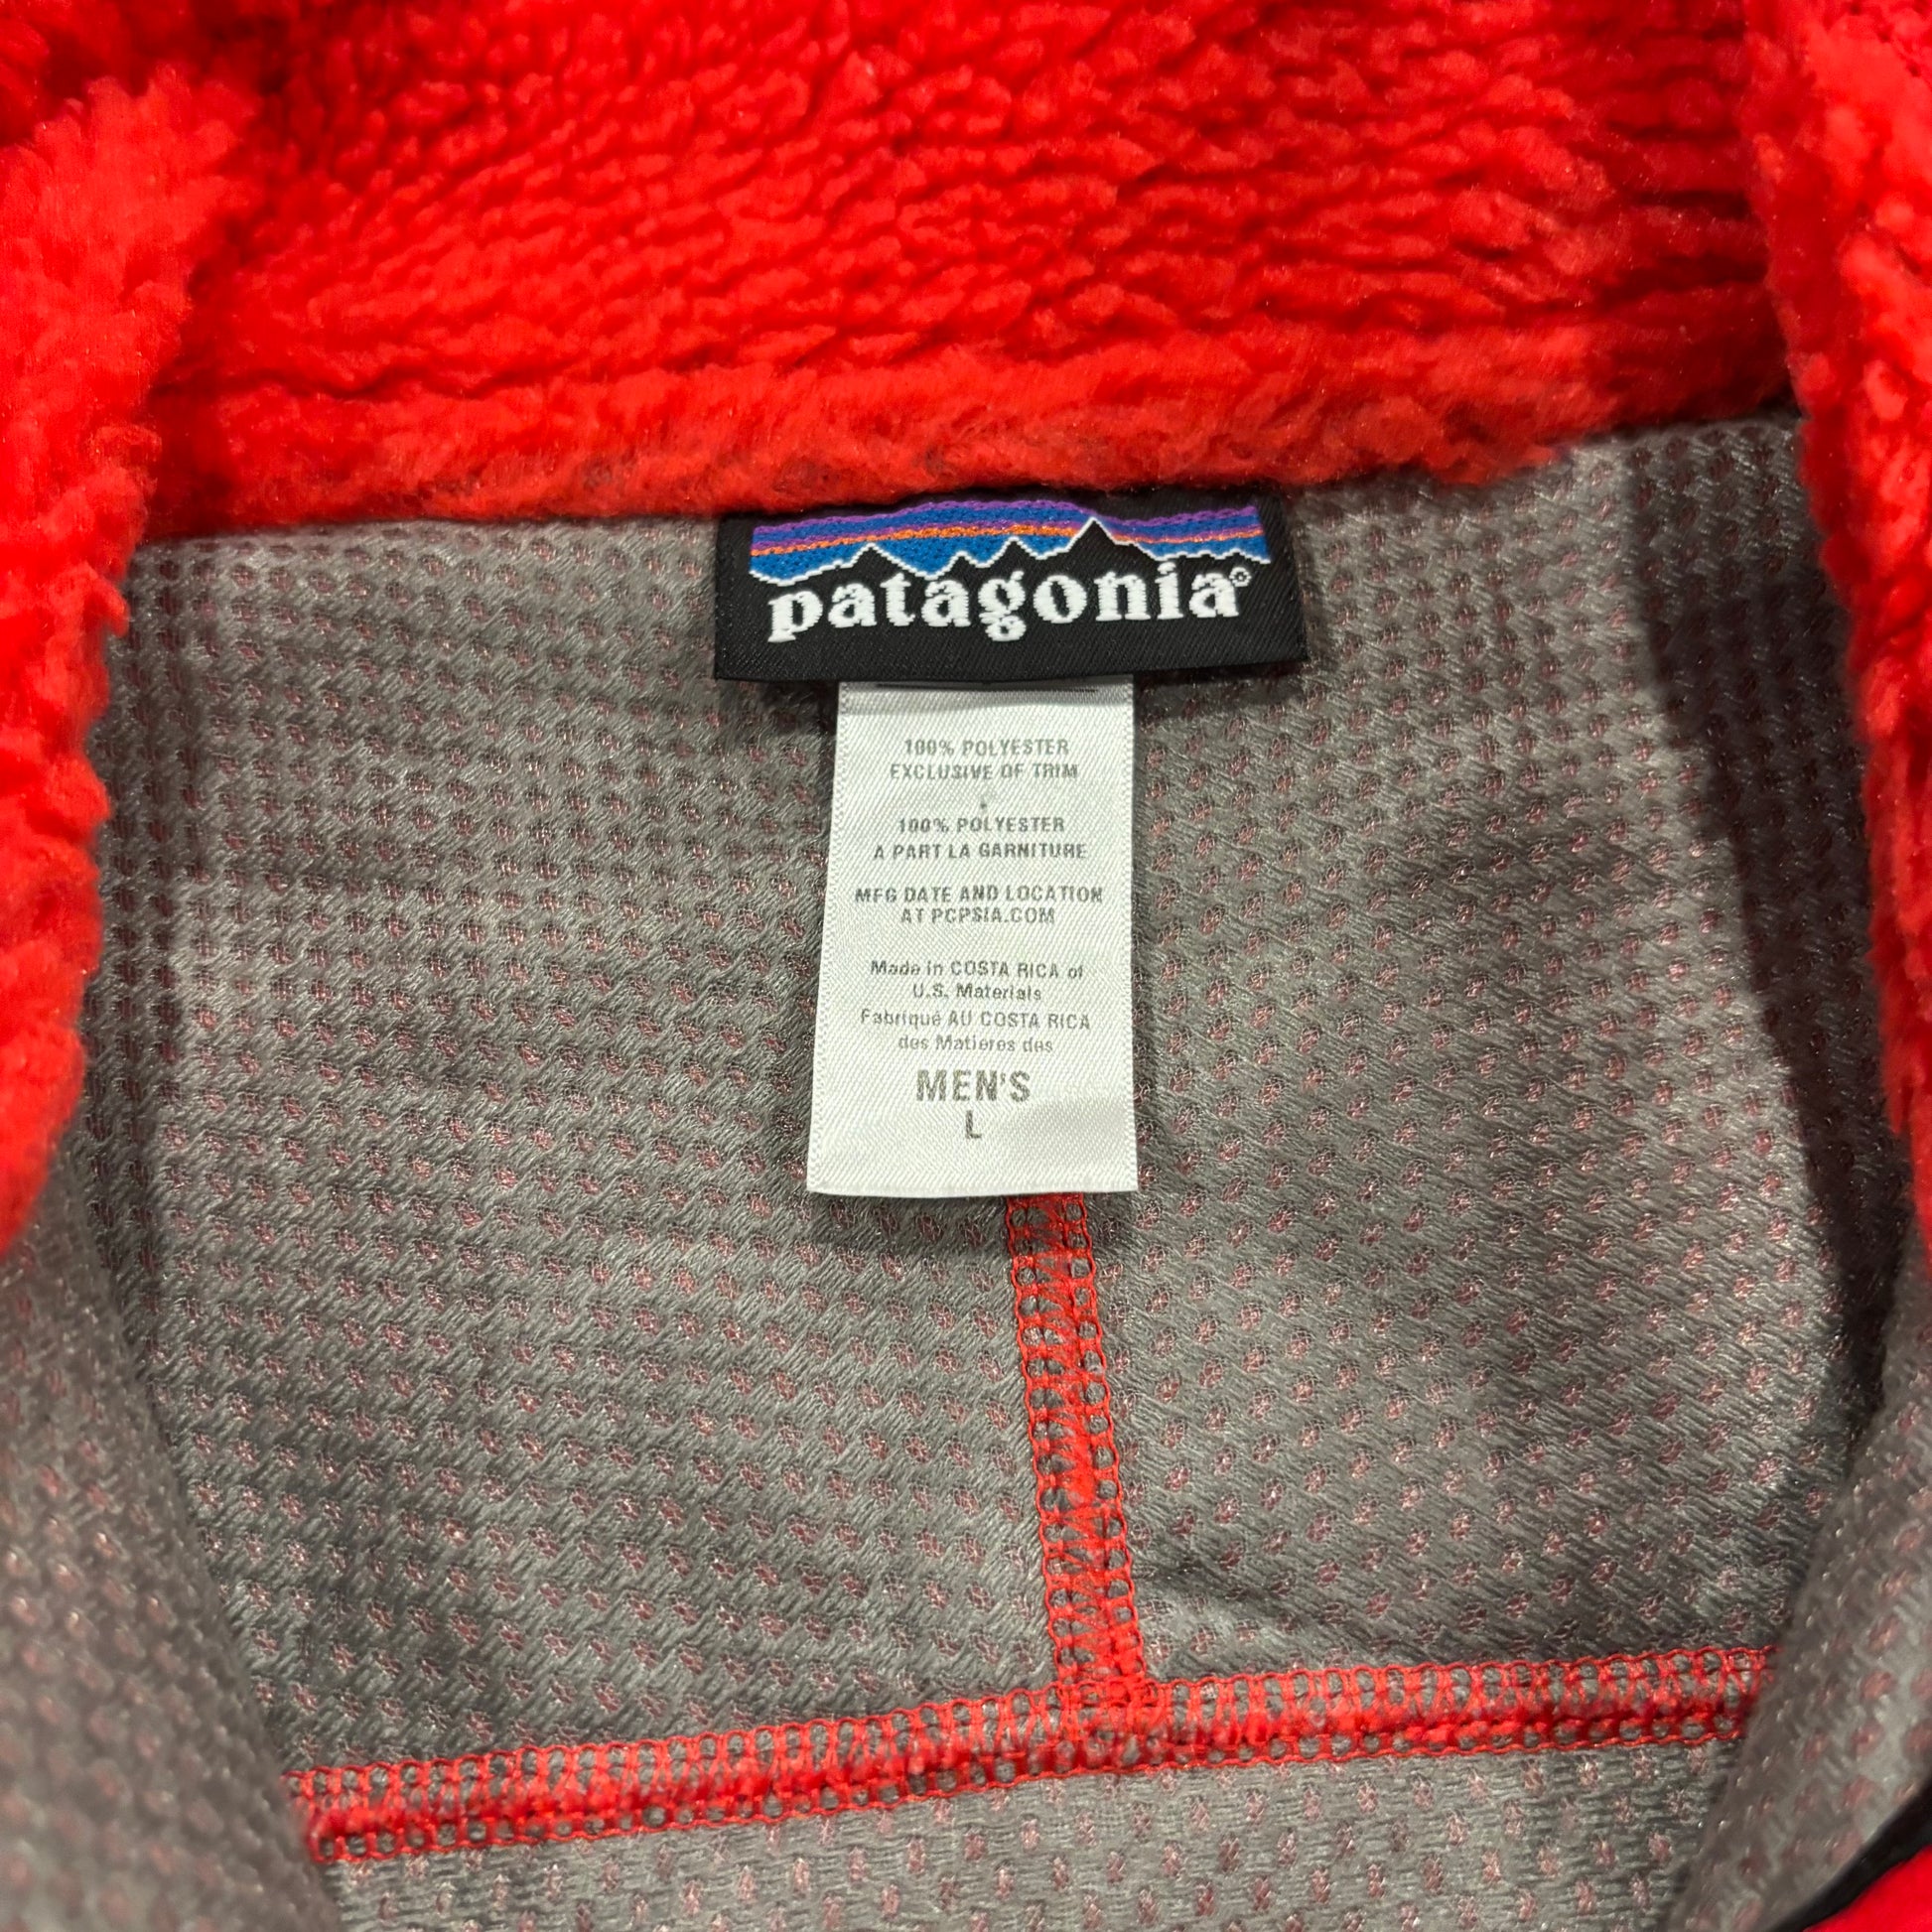 patagonia®
100% POLYESTER
EXCLUSIVE OF TRIM
100% POLYESTER
A PART LA GARNITURE
MFG DATE AND LOCATION
AT PCPSIA.COM
Made in COSTA RICA of
U.S. Materials
Fabriqué AU COSTA RICA
des Matieres des
MEN'S
L